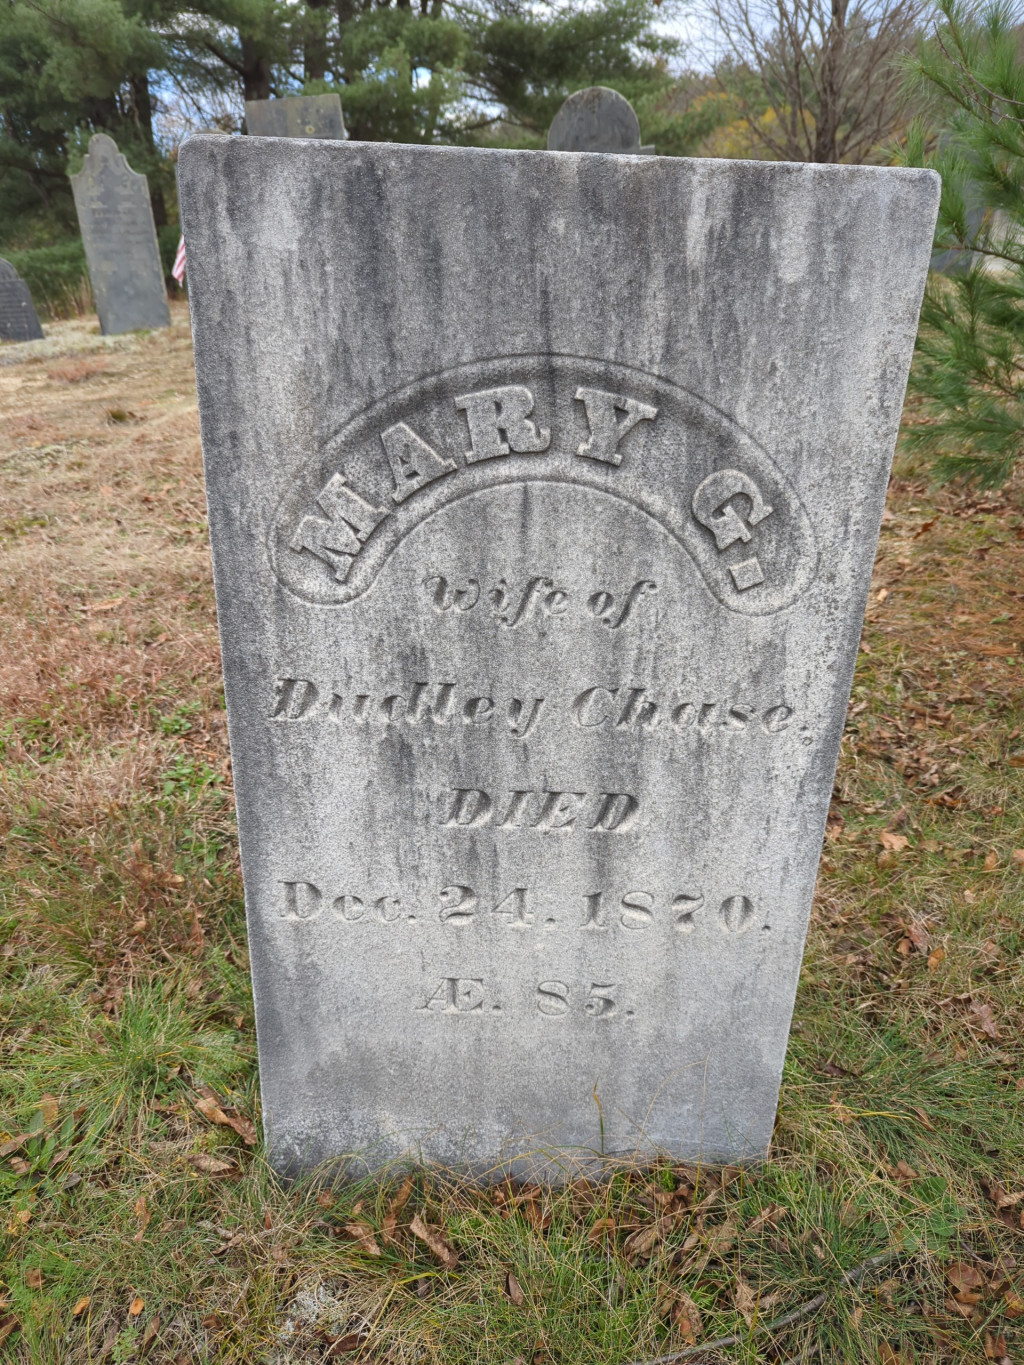 MARY G.
Wife of
Dudley Chase.
DIED
Dec. 24. 1870.
Æ. 85.